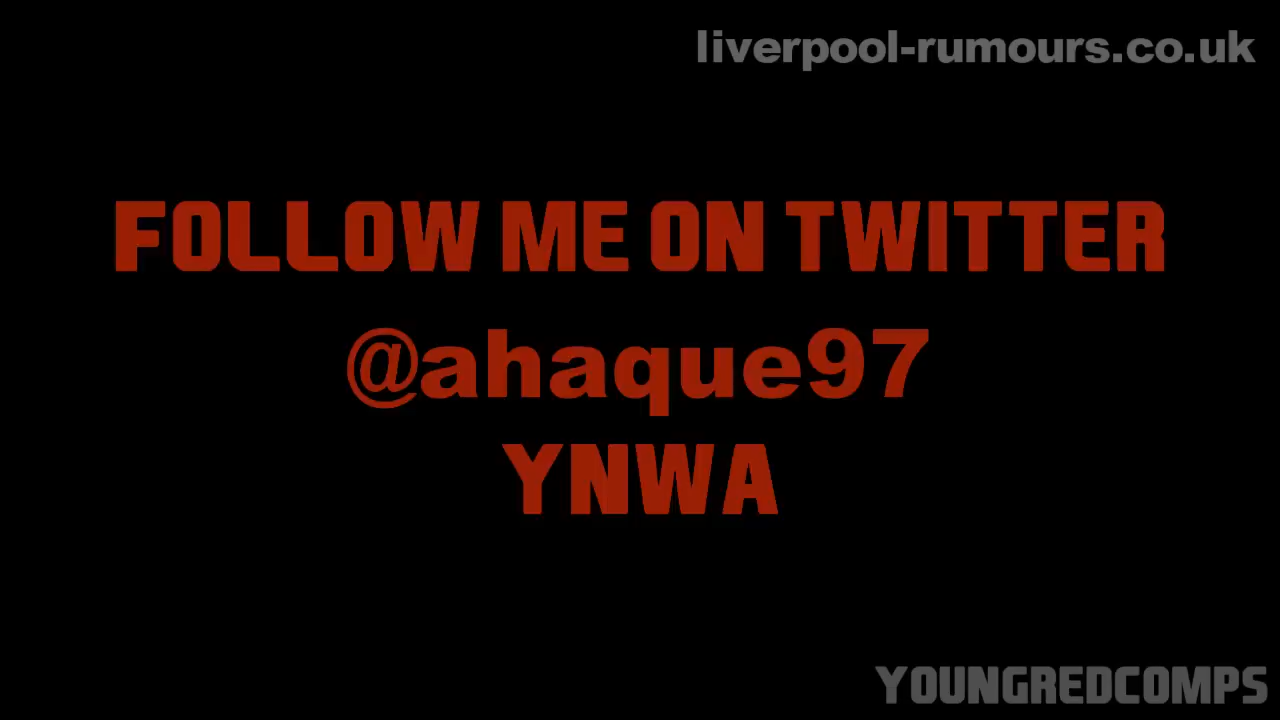 liverpool-rumours.co.uk
FOLLOW ME ON TWITTER
@ahaque97
YNWA
YOUNGREDCOMPS